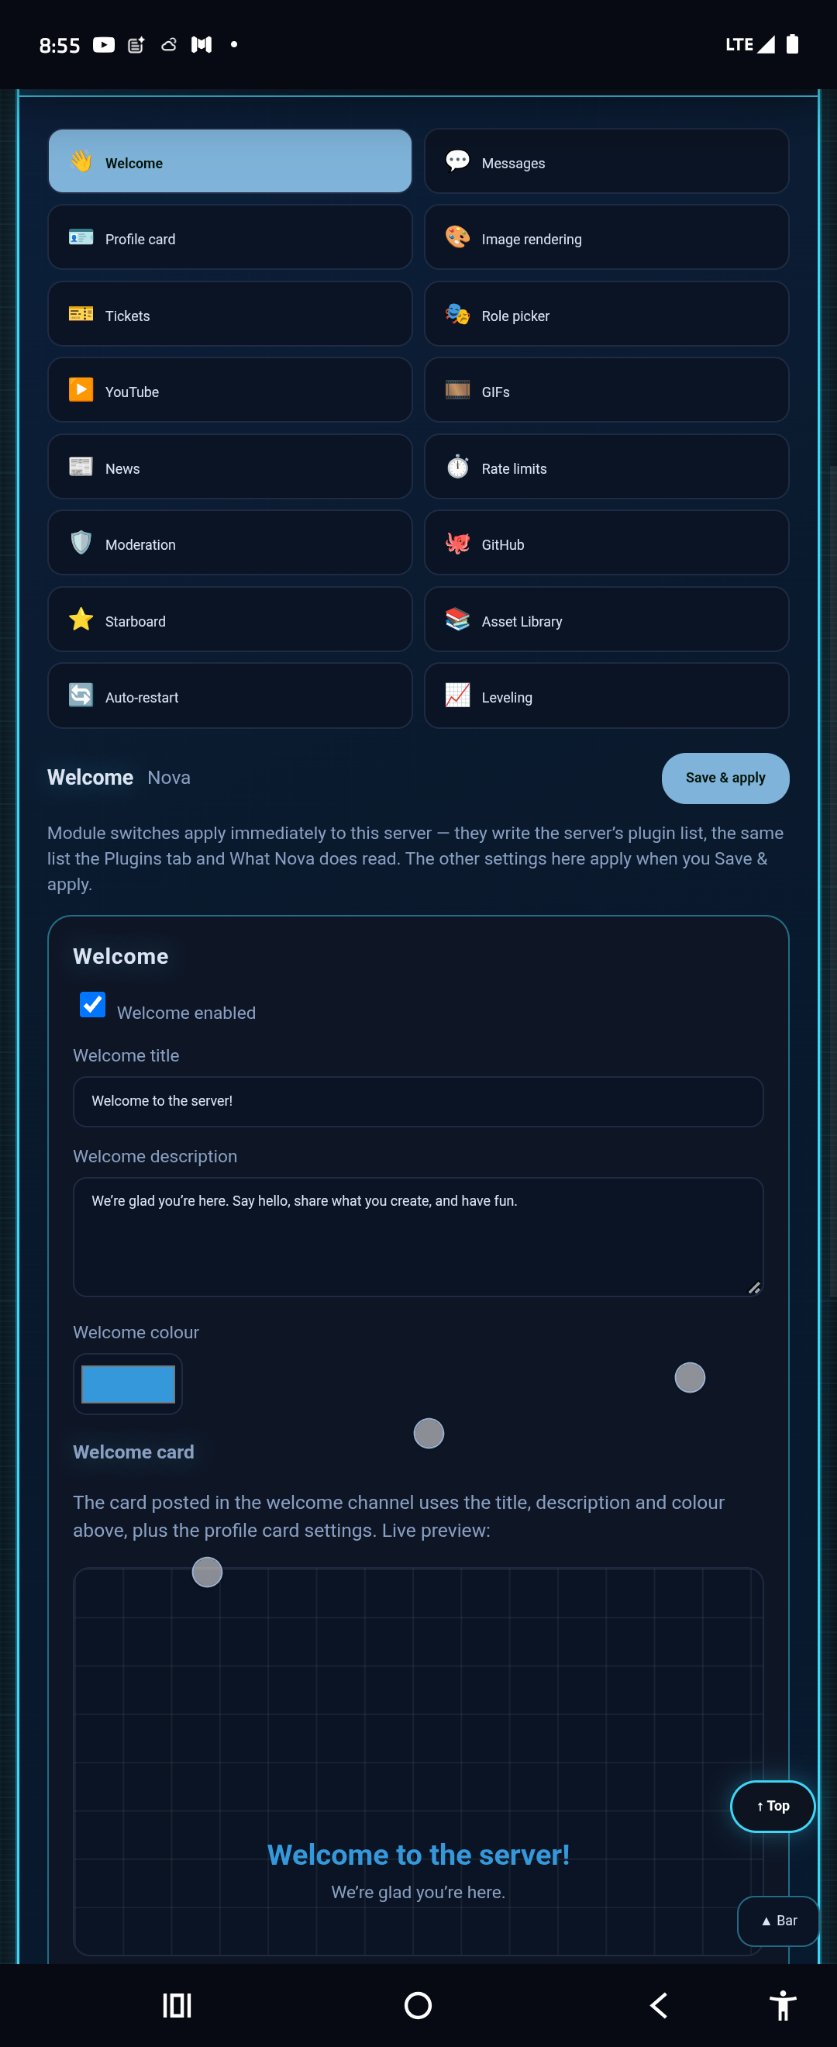 8:55
LTE
Welcome
Messages
Profile card
Image rendering
Tickets
Role picker
YouTube
GIFs
News
Rate limits
Moderation
GitHub
Starboard
Asset Library
Auto-restart
Leveling
Welcome Nova
Save & apply
Module switches apply immediately to this server — they write the server’s plugin list, the same
list the Plugins tab and What Nova does read. The other settings here apply when you Save &
apply.
Welcome
Welcome enabled
Welcome title
Welcome to the server!
Welcome description
We’re glad you’re here. Say hello, share what you create, and have fun.
Welcome colour
Welcome card
The card posted in the welcome channel uses the title, description and colour
above, plus the profile card settings. Live preview:
↑ Top
Welcome to the server!
We’re glad you’re here.
▲ Bar